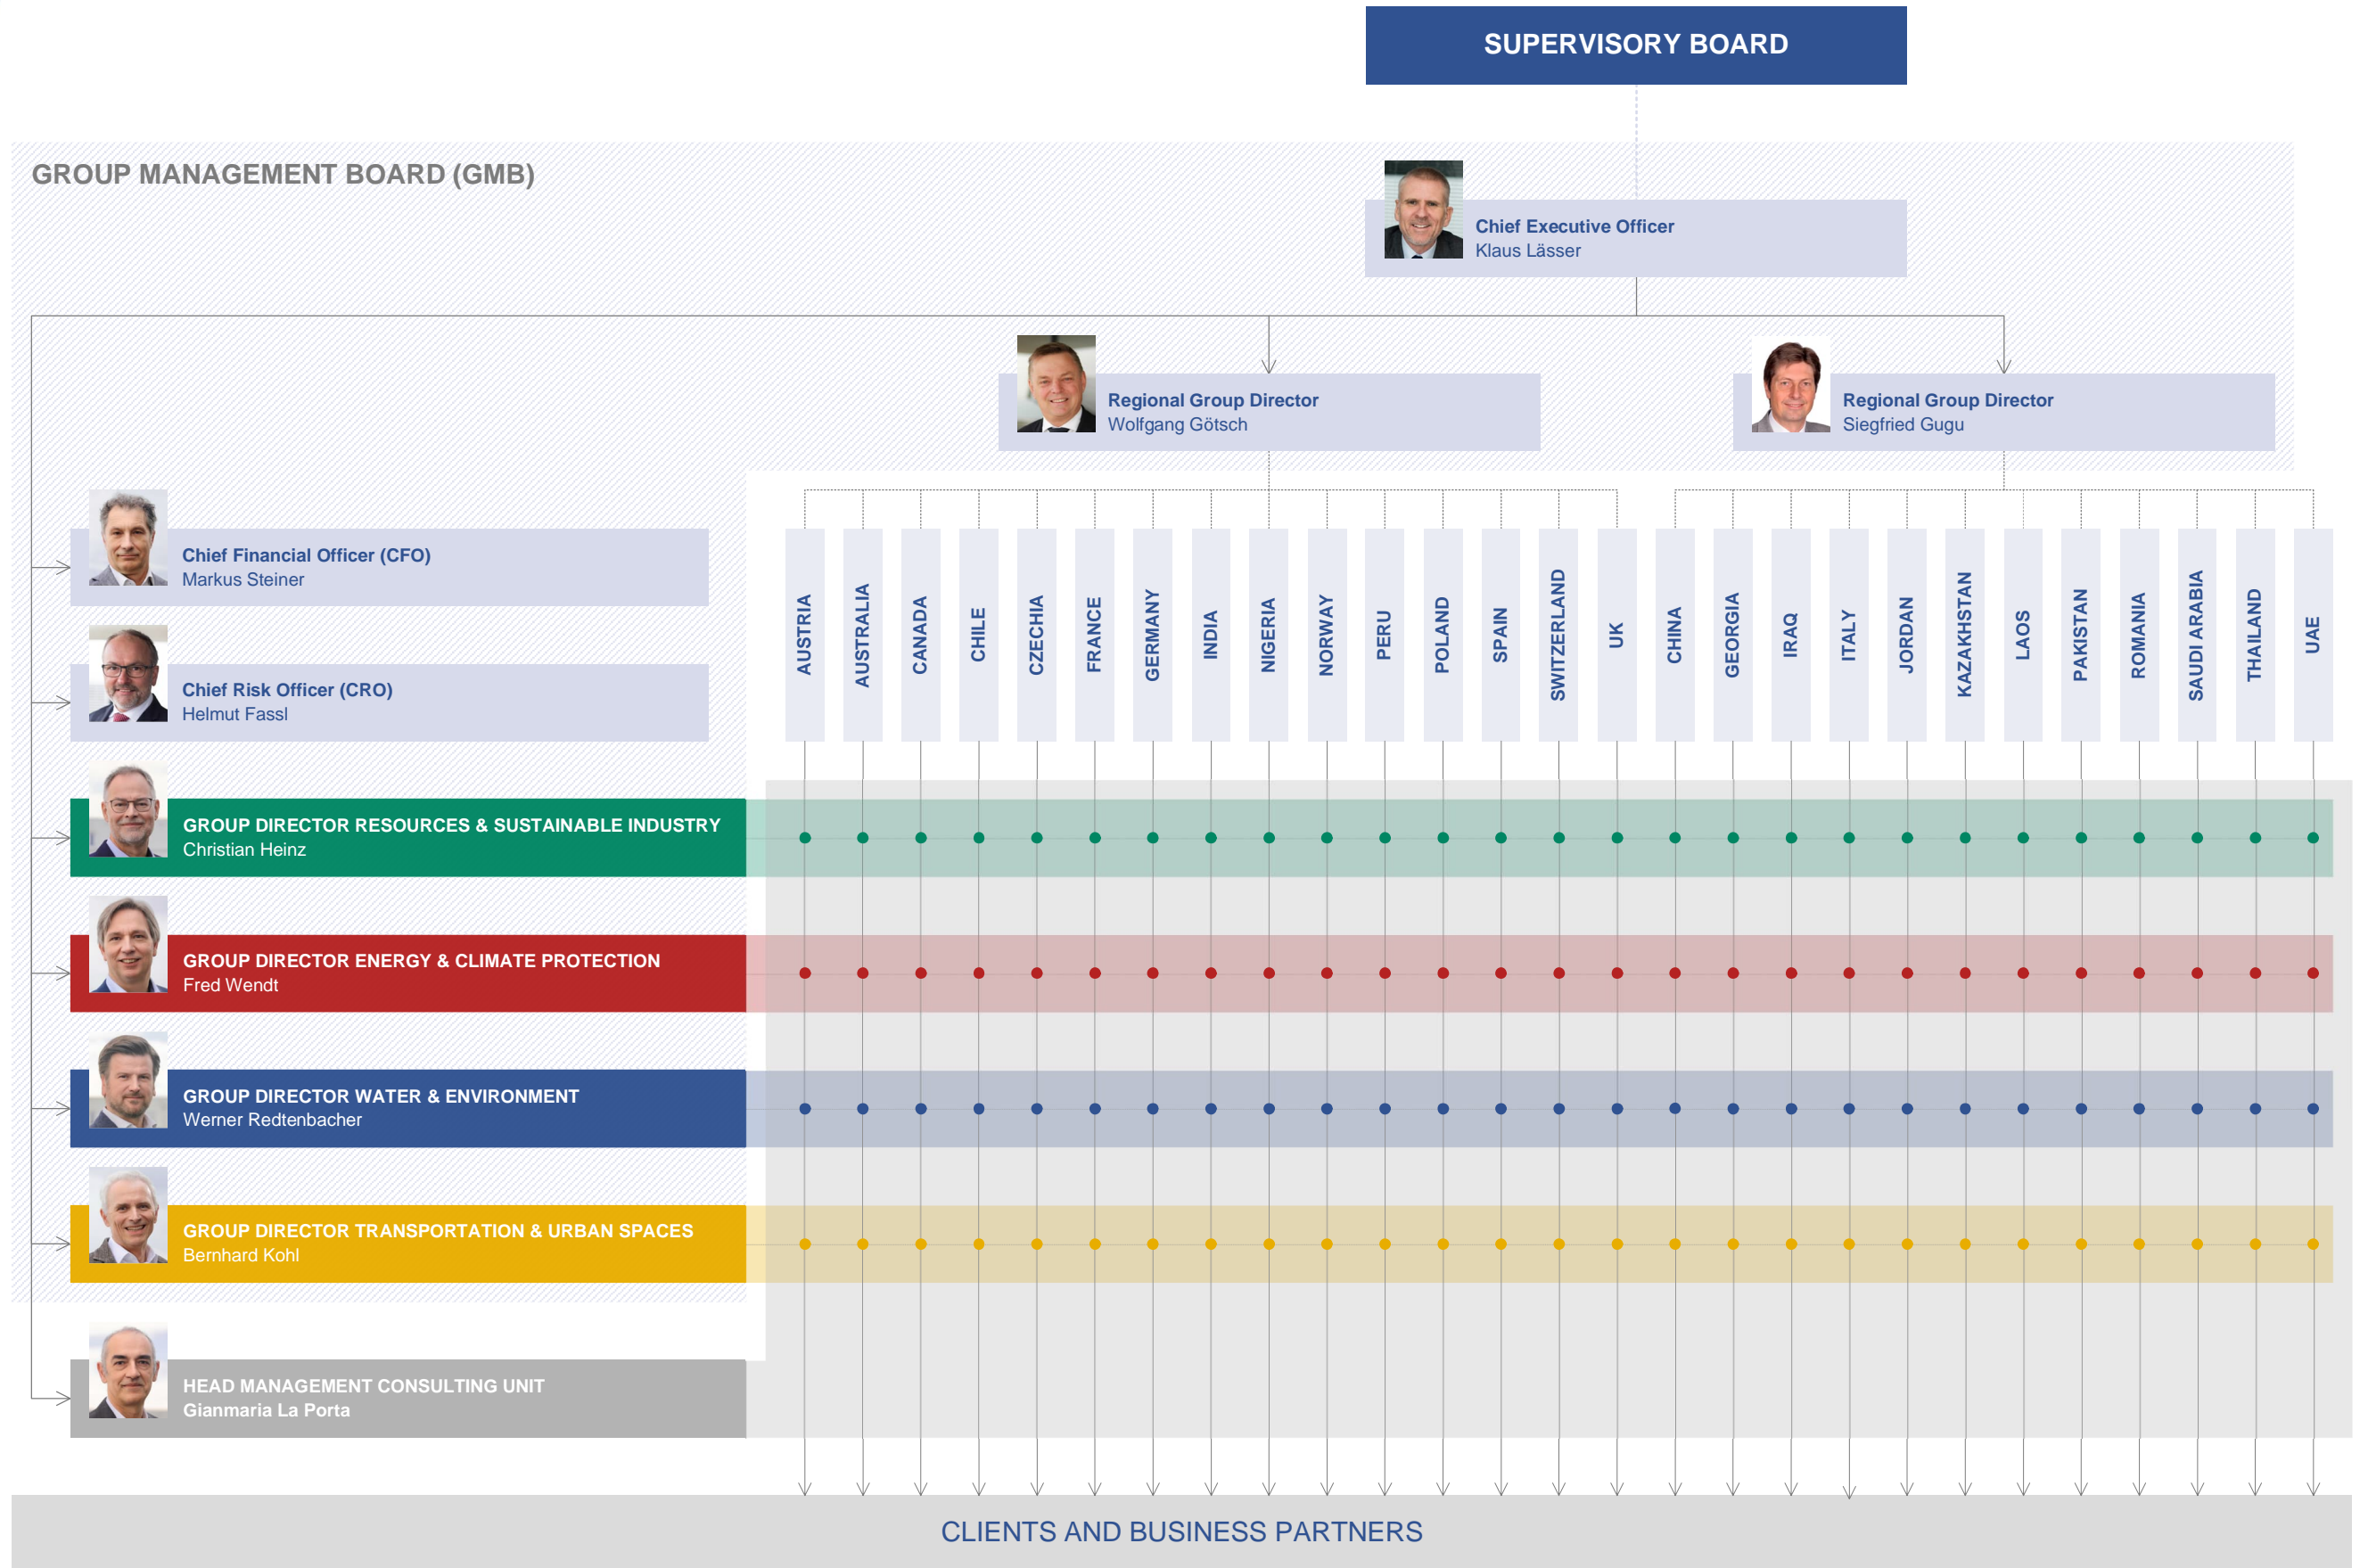 SUPERVISORY BOARD
GROUP MANAGEMENT BOARD (GMB)
Chief Executive Officer
Klaus Lässer
Regional Group Director
Wolfgang Götsch
Regional Group Director
Siegfried Gugu
Chief Financial Officer (CFO)
Markus Steiner
Chief Risk Officer (CRO)
Helmut Fassl
AUSTRIA
AUSTRALIA
CANADA
CHILE
CZECHIA
FRANCE
GERMANY
INDIA
NIGERIA
NORWAY
PERU
POLAND
SPAIN
SWITZERLAND
UK
CHINA
GEORGIA
IRAQ
ITALY
JORDAN
KAZAKHSTAN
LAOS
PAKISTAN
ROMANIA
SAUDI ARABIA
THAILAND
UAE
GROUP DIRECTOR RESOURCES & SUSTAINABLE INDUSTRY
Christian Heinz
GROUP DIRECTOR ENERGY & CLIMATE PROTECTION
Fred Wendt
GROUP DIRECTOR WATER & ENVIRONMENT
Werner Redtenbacher
GROUP DIRECTOR TRANSPORTATION & URBAN SPACES
Bernhard Kohl
HEAD MANAGEMENT CONSULTING UNIT
Gianmaria La Porta
CLIENTS AND BUSINESS PARTNERS